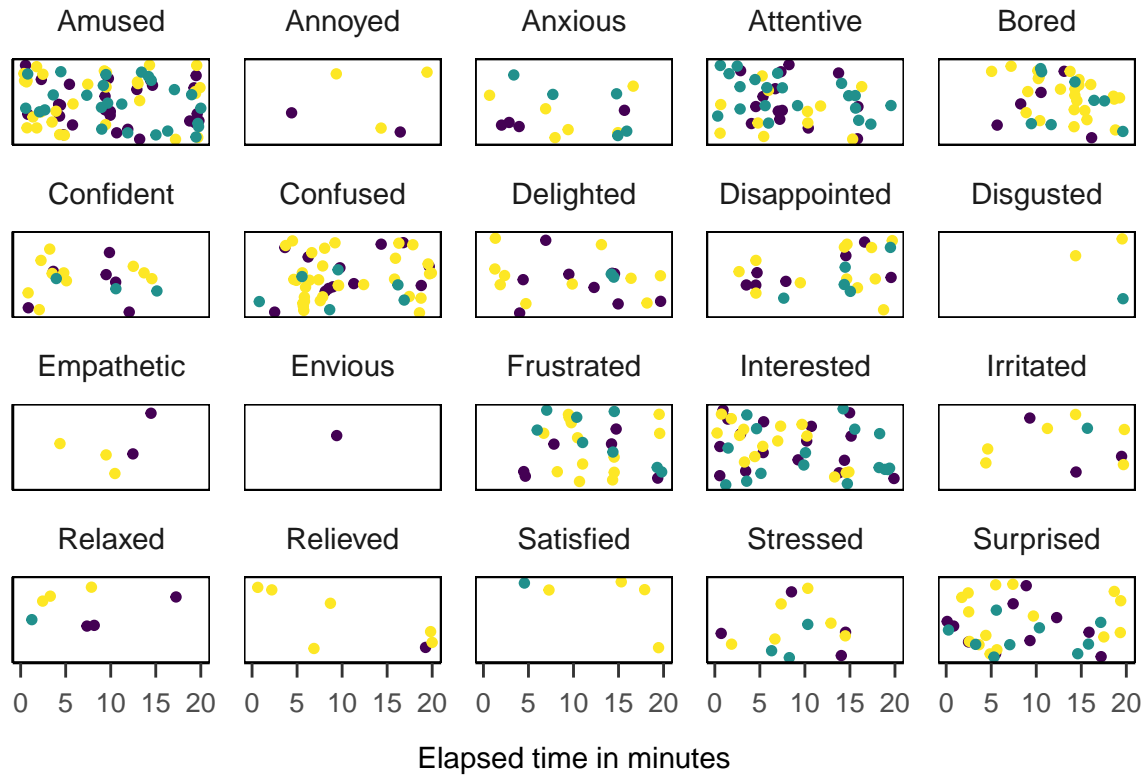 Amused Annoyed Anxious Attentive Bored
Confident Confused Delighted Disappointed Disgusted
Empathetic Envious Frustrated Interested Irritated
Relaxed Relieved Satisfied Stressed Surprised
0 5 10 15 20 0 5 10 15 20 0 5 10 15 20 0 5 10 15 20 0 5 10 15 20
Elapsed time in minutes